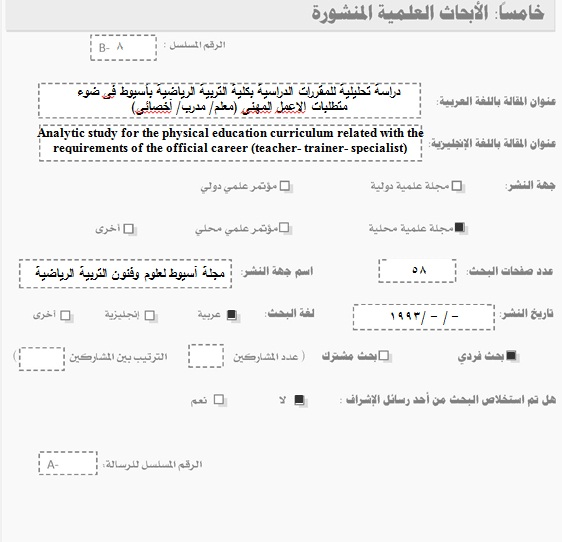 خامساً: الأبحاث العلمية المنشورة
الرقم المسلسل : B- ٨
عنوان المقالة باللغة العربية: دراسة تحليلية للمقررات الدراسية بكلية التربية الرياضية بأسيوط فى ضوء
متطلبات الاعمل المهنى (معلم/ مدرب/ أخصائي)
عنوان المقالة باللغة الإنجليزية: Analytic study for the physical education curriculum related with the
requirements of the official career (teacher- trainer- specialist)
جهة النشر: مجلة علمية دولية مؤتمر علمي دولي
مجلة علمية محلية مؤتمر علمي محلي أخرى
عدد صفحات البحث: ٥٨ اسم جهة النشر: مجلة أسيوط لعلوم وفنون التربية الرياضية
تاريخ النشر: - / - /١٩٩٣ لغة البحث: عربية إنجليزية أخرى
بحث فردي بحث مشترك ( عدد المشاركين الترتيب بين المشاركين )
هل تم استخلاص البحث من أحد رسائل الإشراف : لا نعم
الرقم المسلسل للرسالة: A-